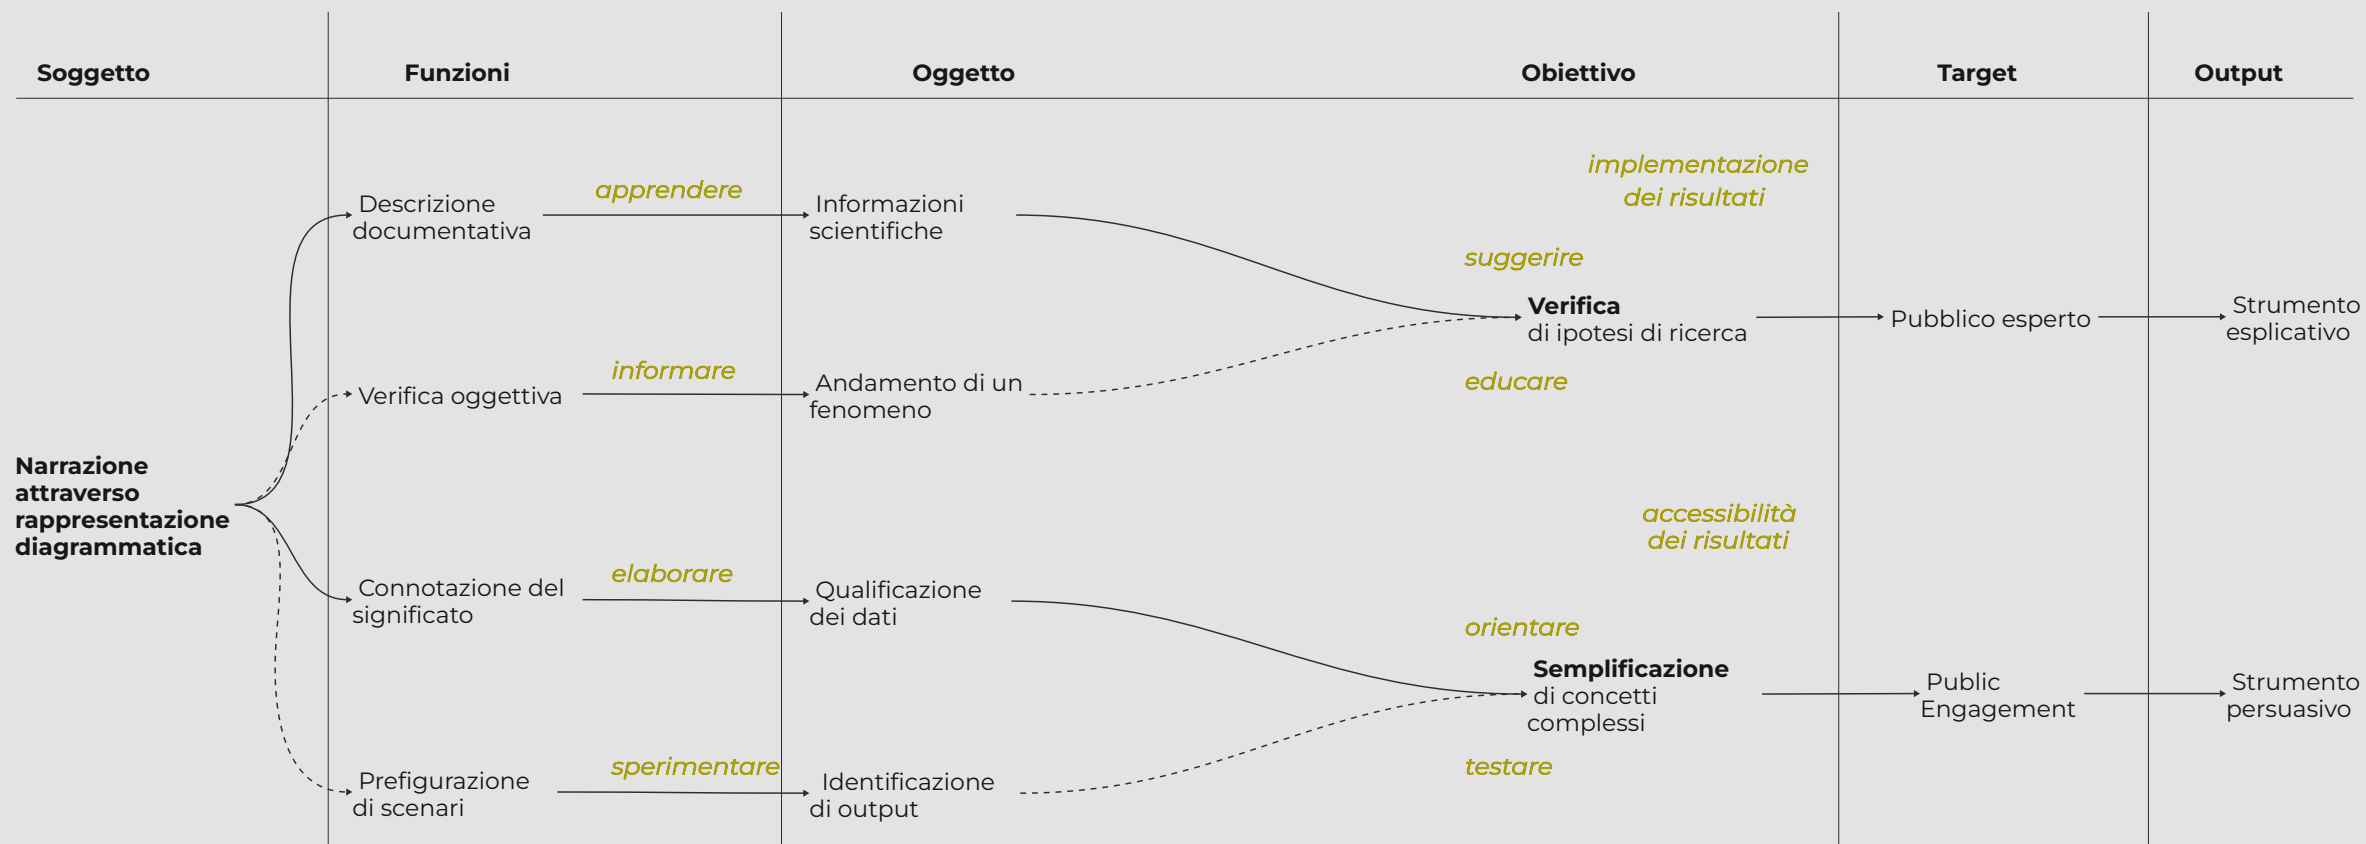 Soggetto
Funzioni
Oggetto
Obiettivo
Target
Output
Narrazione
attraverso
rappresentazione
diagrammatica
Descrizione
documentativa
apprendere
Informazioni
scientifiche
Verifica oggettiva
informare
Andamento di un
fenomeno
implementazione
dei risultati
suggerire
Verifica
di ipotesi di ricerca
educare
Pubblico esperto
Strumento
esplicativo
Connotazione del
significato
elaborare
Qualificazione
dei dati
Prefigurazione
di scenari
sperimentare
Identificazione
di output
accessibilità
dei risultati
orientare
Semplificazione
di concetti
complessi
testare
Public
Engagement
Strumento
persuasivo